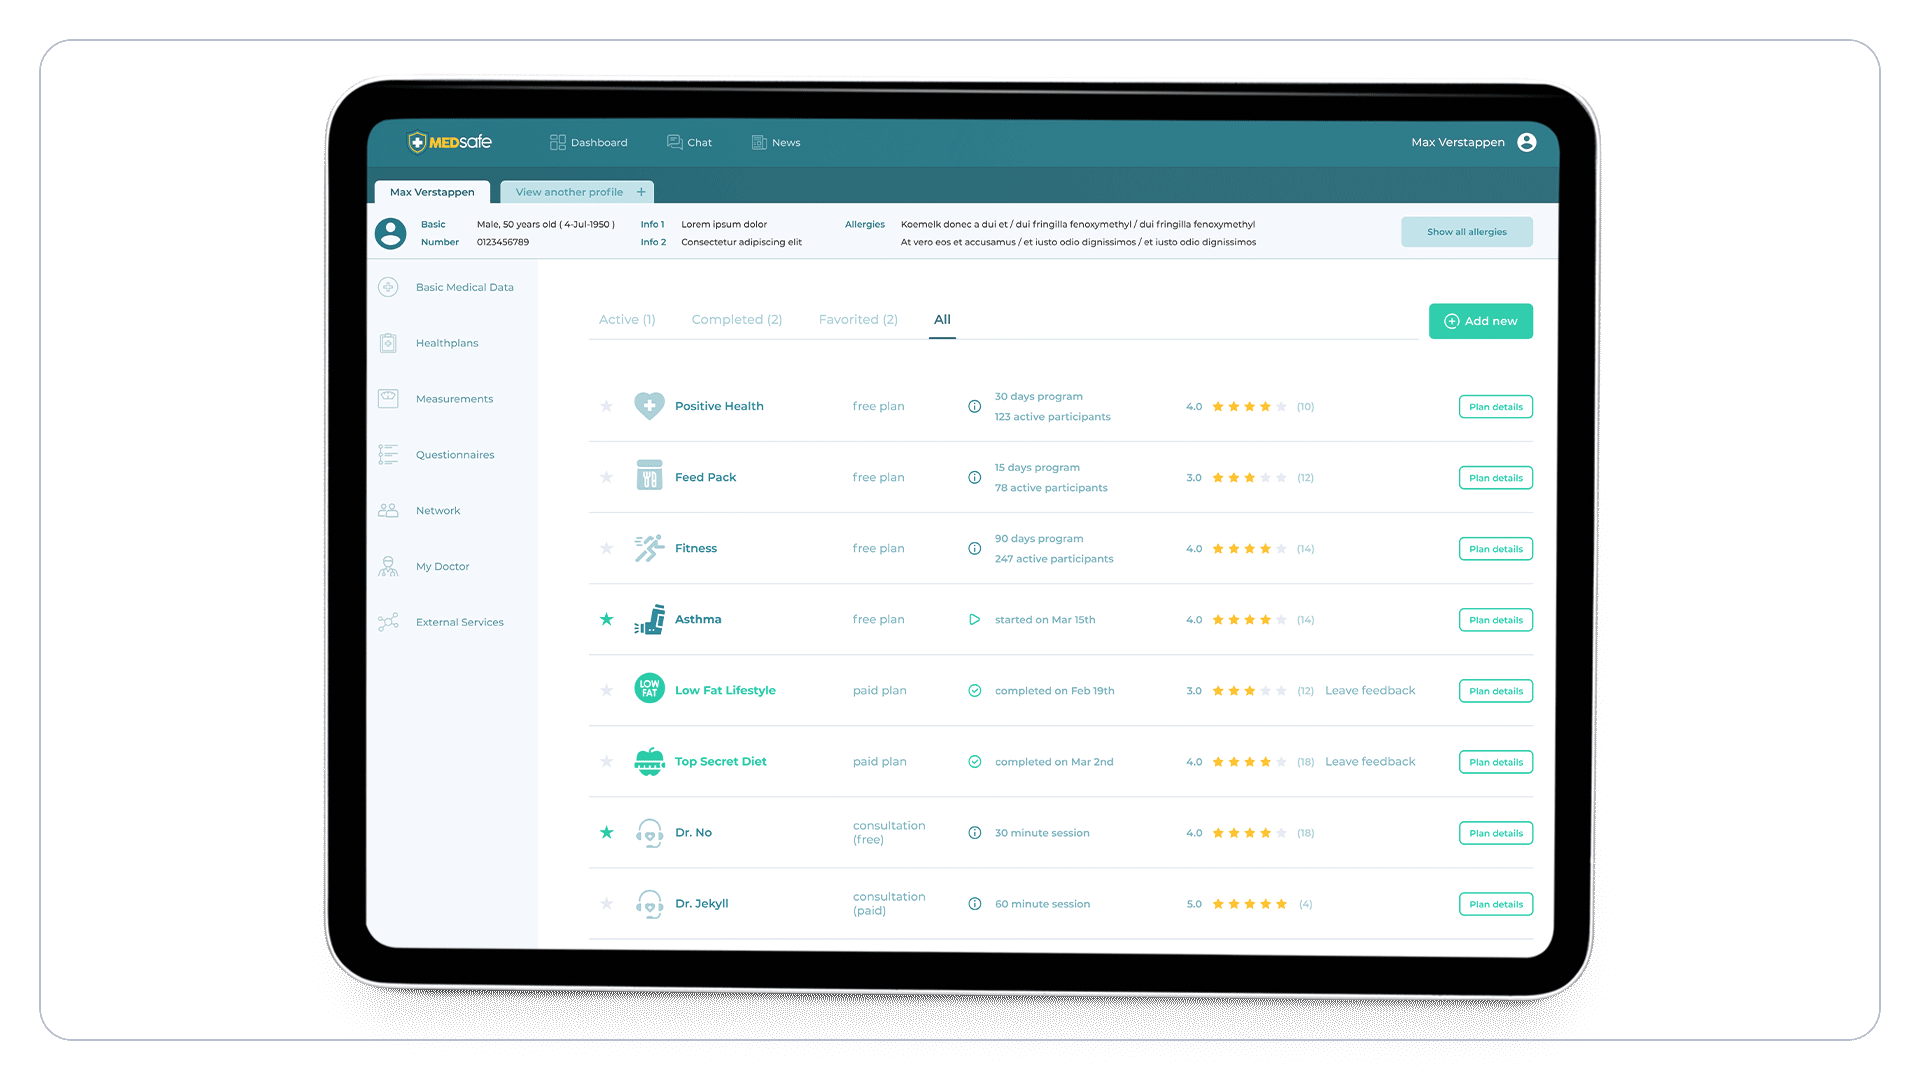 MEDsafe Dashboard Chat News Max Verstappen
Max Verstappen View another profile +
Basic Male, 50 years old ( 4-Jul-1950 ) Info 1 Lorem ipsum dolor Allergies Koemelk donec a dui et / dui fringilla fenoxymethyl / dui fringilla fenoxymethyl
Number 0123456789 Info 2 Consectetur adipiscing elit At vero eos et accusamus / et iusto odio dignissimos / et iusto odio dignissimos
Show all allergies
Basic Medical Data
Healthplans
Measurements
Questionnaires
Network
My Doctor
External Services
Active (1) Completed (2) Favorited (2) All
Add new
Positive Health free plan 30 days program 4.0 (10) Plan details
123 active participants
Feed Pack free plan 15 days program 3.0 (12) Plan details
78 active participants
Fitness free plan 90 days program 4.0 (14) Plan details
247 active participants
Asthma free plan started on Mar 15th 4.0 (14) Plan details
LOW
FAT
Low Fat Lifestyle paid plan completed on Feb 19th 3.0 (12) Leave feedback Plan details
Top Secret Diet paid plan completed on Mar 2nd 4.0 (18) Leave feedback Plan details
Dr. No consultation 30 minute session 4.0 (18) Plan details
(free)
Dr. Jekyll consultation 60 minute session 5.0 (4) Plan details
(paid)